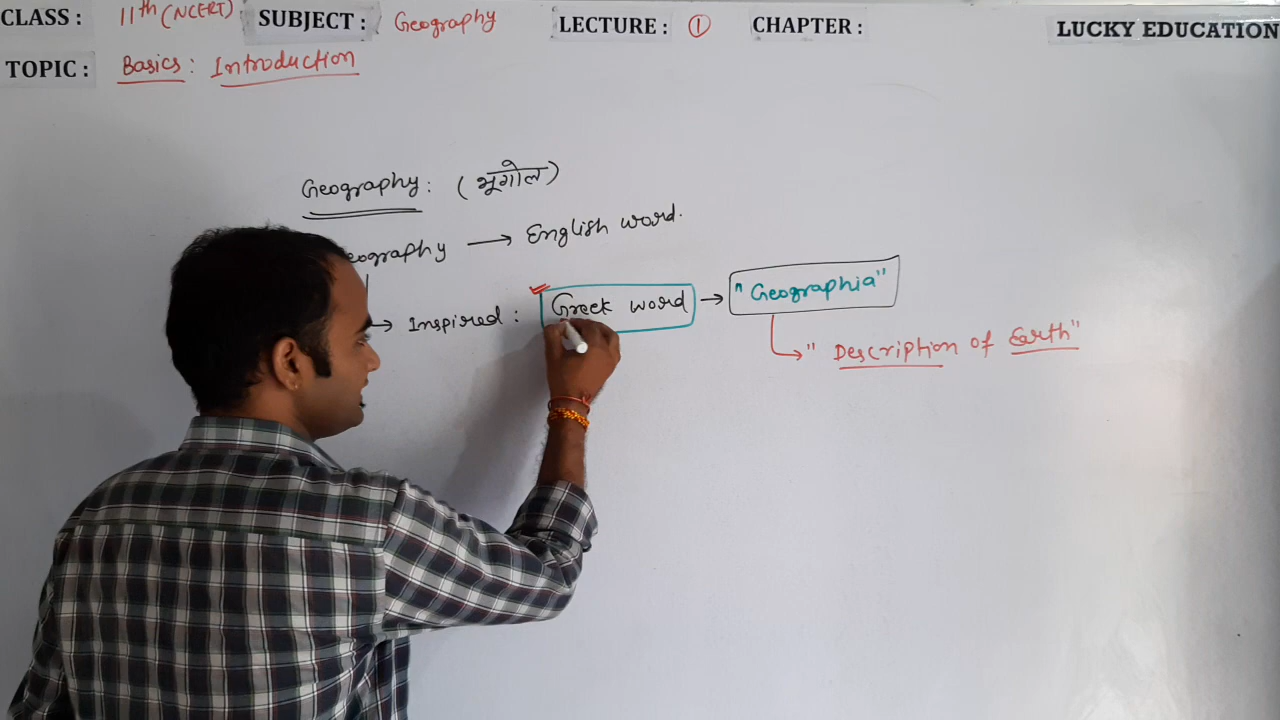 CLASS : 11th (NCERT) SUBJECT : Geography LECTURE : 1 CHAPTER : LUCKY EDUCATION
TOPIC : Basics : Introduction
Geography : (भूगोल)
eography → English word.
→ Inspired : Greek word → "Geographia"
→ " Description of Earth"